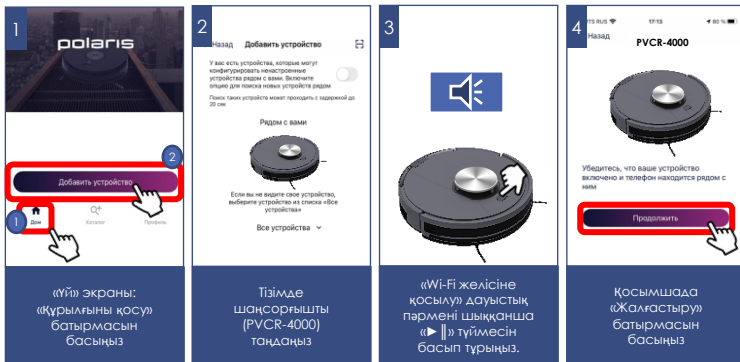 1
polaris
Добавить устройство
2
1
Дом
Каталог
Профиль
«Үй» экраны:
«Құрылғыны қосу»
батырмасын
басыңыз
2
Назад Добавить устройство
У вас есть устройства, которые могут
конфигурировать ненастроенные
устройства рядом с вами. Включите
опцию для поиска новых устройств рядом
Поиск таких устройств может проходить с задержкой до
20 сек
Рядом с вами
Если вы не видите свое устройство,
выберите устройство из списка «Все
устройства»
Все устройства
Тізімде
шаңсорғышты
(PVCR-4000)
таңдаңыз
3
«Wi-Fi желісіне
қосылу» дауыстық
пәрмені шыққанша
«►║» түймесін
басып тұрыңыз.
4
MTS RUS 17:13 80 %
Назад
PVCR-4000
Убедитесь, что ваше устройство
включено и телефон находится рядом с
ним
Продолжить
Қосымшада
«Жалғастыру»
батырмасын
басыңыз